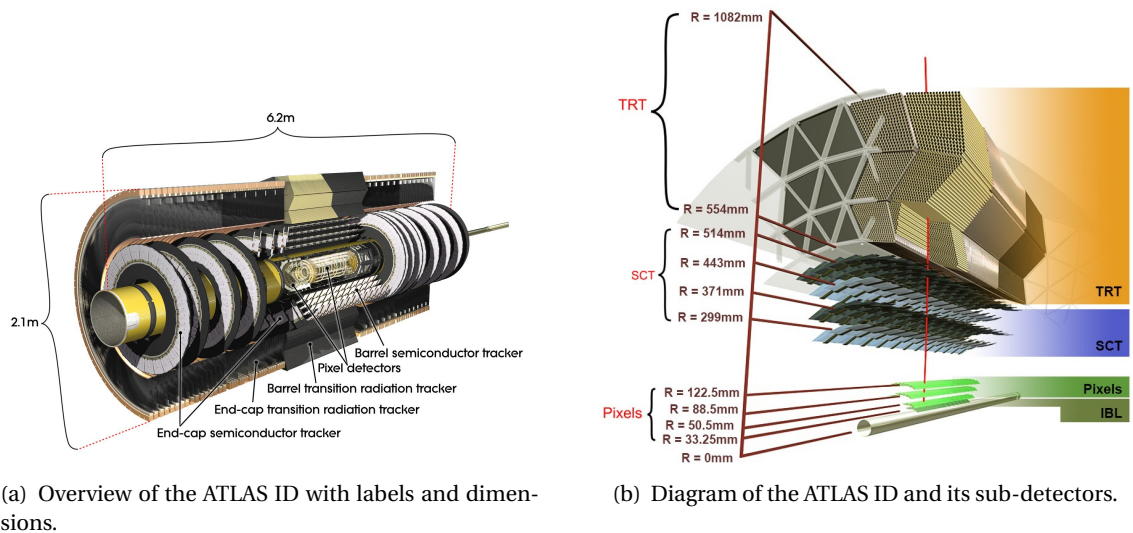 6.2m
2.1m
Barrel semiconductor tracker
Pixel detectors
Barrel transition radiation tracker
End-cap transition radiation tracker
End-cap semiconductor tracker
(a) Overview of the ATLAS ID with labels and dimen-
sions.
R = 1082mm
TRT
R = 554mm
R = 514mm
R = 443mm
SCT
R = 371mm
R = 299mm
R = 122.5mm
Pixels
R = 88.5mm
R = 50.5mm
R = 33.25mm
R = 0mm
TRT
SCT
Pixels
IBL
(b) Diagram of the ATLAS ID and its sub-detectors.